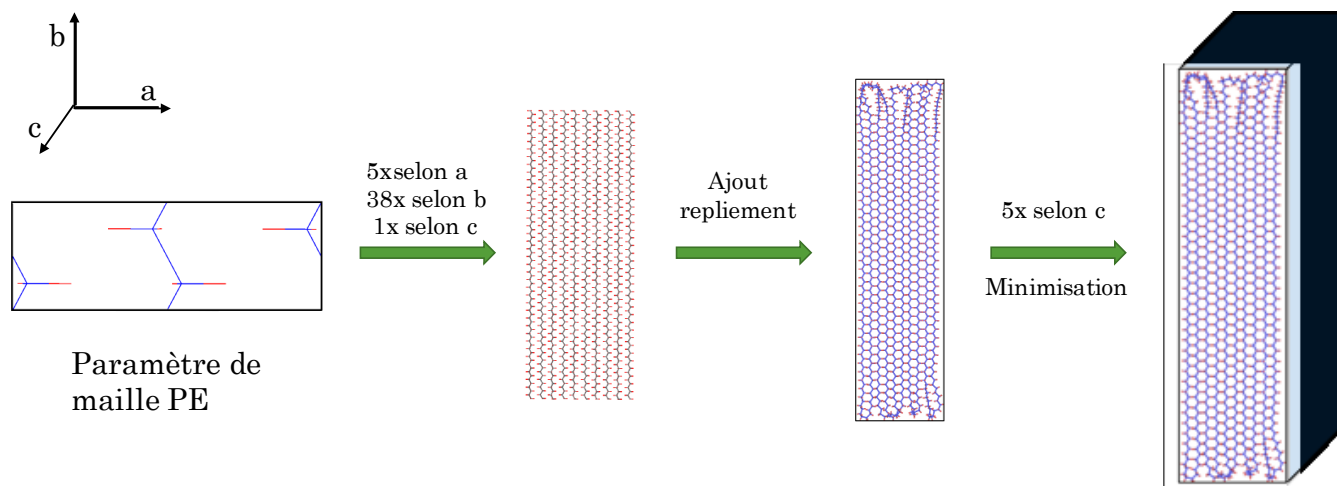 b
a
c
5xselon a
38x selon b
1x selon c
Ajout
repliement
5x selon c
Minimisation
Paramètre de
maille PE